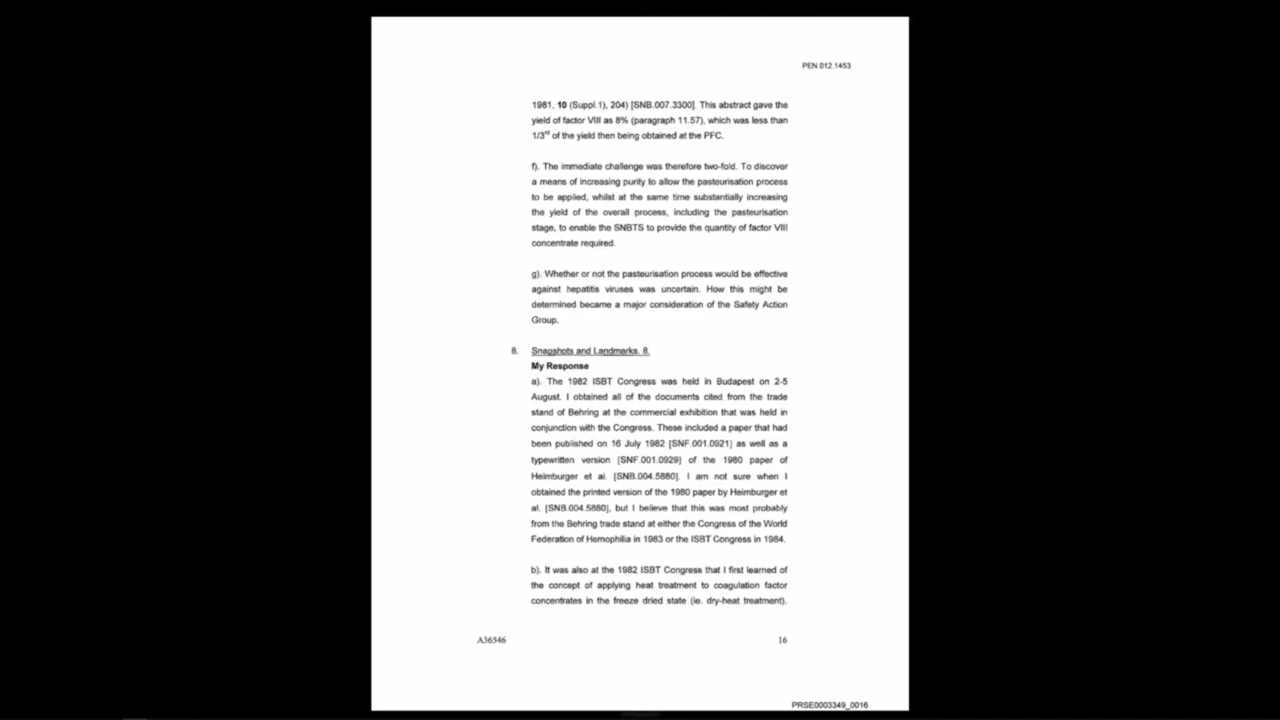 PEN.012.1453
1981, 10 (Suppl.1), 204) [SNB.007.3300]. This abstract gave the
yield of factor VIII as 8% (paragraph 11.57), which was less than
1/3rd of the yield then being obtained at the PFC.
f). The immediate challenge was therefore two-fold. To discover
a means of increasing purity to allow the pasteurisation process
to be applied, whilst at the same time substantially increasing
the yield of the overall process, including the pasteurisation
stage, to enable the SNBTS to provide the quantity of factor VIII
concentrate required.
g). Whether or not the pasteurisation process would be effective
against hepatitis viruses was uncertain. How this might be
determined became a major consideration of the Safety Action
Group.
8. Snapshots and Landmarks. 8.
My Response
a). The 1982 ISBT Congress was held in Budapest on 2-5
August. I obtained all of the documents cited from the trade
stand of Behring at the commercial exhibition that was held in
conjunction with the Congress. These included a paper that had
been published on 16 July 1982 [SNF.001.0921] as well as a
typewritten version [SNF.001.0929] of the 1980 paper of
Heimburger et al. [SNB.004.5880]. I am not sure when I
obtained the printed version of the 1980 paper by Heimburger et
al. [SNB.004.5880], but I believe that this was most probably
from the Behring trade stand at either the Congress of the World
Federation of Hemophilia in 1983 or the ISBT Congress in 1984.
b). It was also at the 1982 ISBT Congress that I first learned of
the concept of applying heat treatment to coagulation factor
concentrates in the freeze dried state (ie. dry-heat treatment).
A36546 16
PRSE0003349_0016